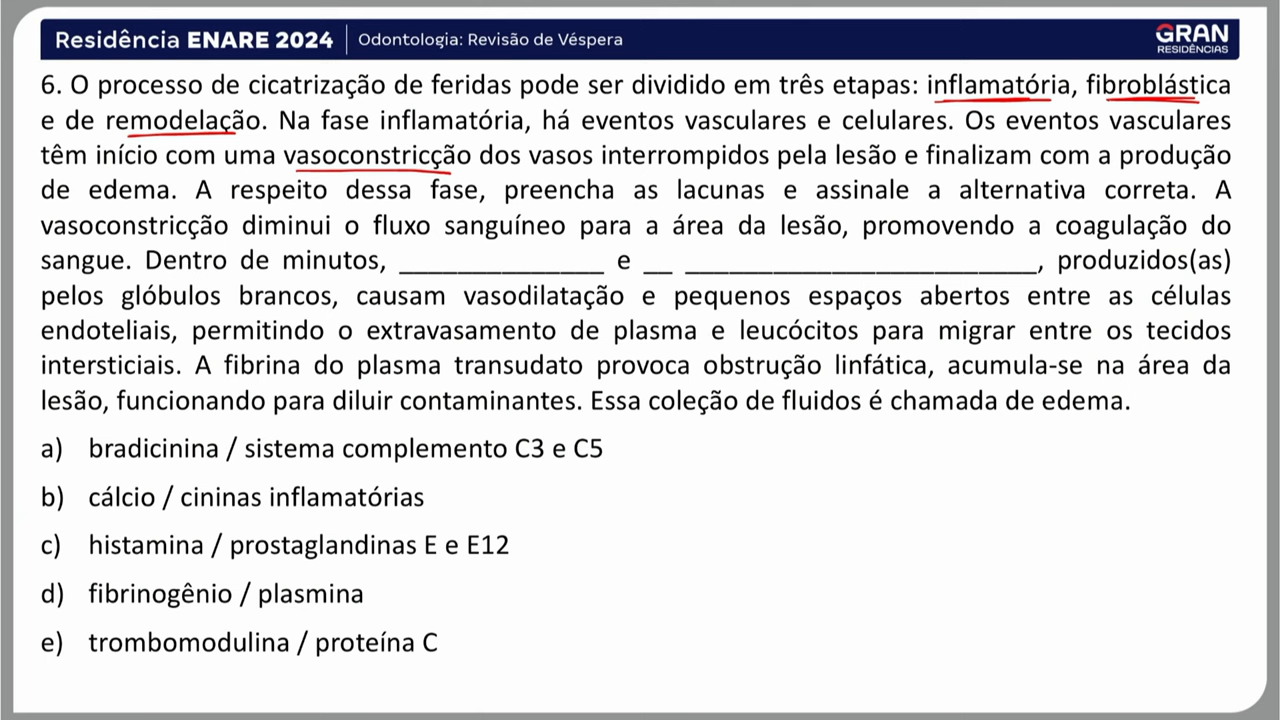 Residência ENARE 2024 | Odontologia: Revisão de Véspera
GRAN
RESIDÊNCIAS
6. O processo de cicatrização de feridas pode ser dividido em três etapas: inflamatória, fibroblástica
e de remodelação. Na fase inflamatória, há eventos vasculares e celulares. Os eventos vasculares
têm início com uma vasoconstricção dos vasos interrompidos pela lesão e finalizam com a produção
de edema. A respeito dessa fase, preencha as lacunas e assinale a alternativa correta. A
vasoconstricção diminui o fluxo sanguíneo para a área da lesão, promovendo a coagulação do
sangue. Dentro de minutos, ______________ e __ ________________________, produzidos(as)
pelos glóbulos brancos, causam vasodilatação e pequenos espaços abertos entre as células
endoteliais, permitindo o extravasamento de plasma e leucócitos para migrar entre os tecidos
intersticiais. A fibrina do plasma transudato provoca obstrução linfática, acumula-se na área da
lesão, funcionando para diluir contaminantes. Essa coleção de fluidos é chamada de edema.
a) bradicinina / sistema complemento C3 e C5
b) cálcio / cininas inflamatórias
c) histamina / prostaglandinas E e E12
d) fibrinogênio / plasmina
e) trombomodulina / proteína C